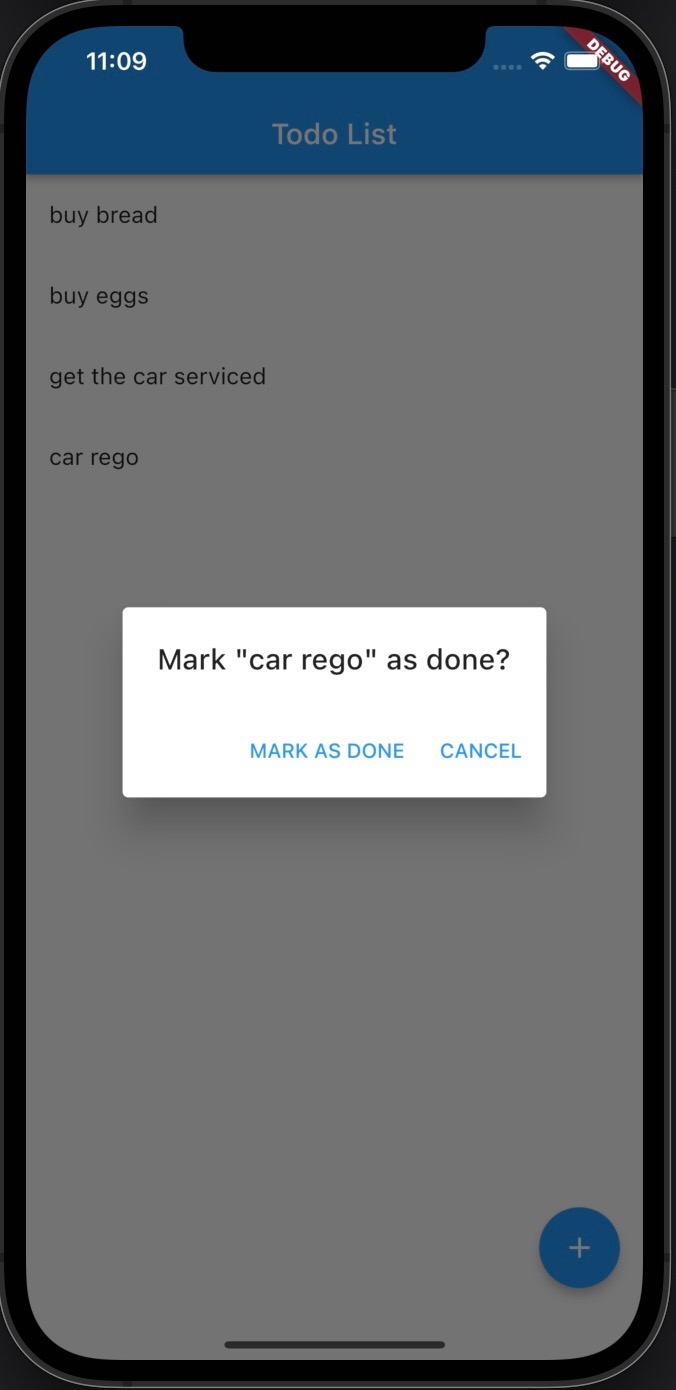 11:09
DEBUG
Todo List
buy bread
buy eggs
get the car serviced
car rego
Mark "car rego" as done?
MARK AS DONE CANCEL
+